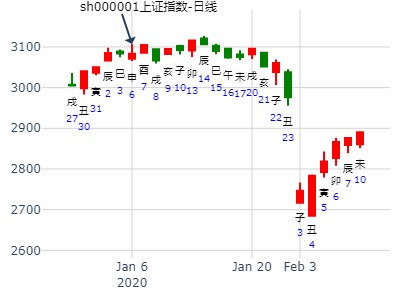 sh000001上证指数-日线
3100
3000
2900
2800
2700
2600
戌 27
丑 30
寅 31
辰 2
巳 3
申 6
酉 7
戌 8
亥 9
子 10
卯 13
辰 14
巳 15
午 16
未 17
戌 20
亥 21
子 22
丑 23
子 3
丑 4
寅 5
卯 6
辰 7
未 10
Jan 6
2020
Jan 20
Feb 3